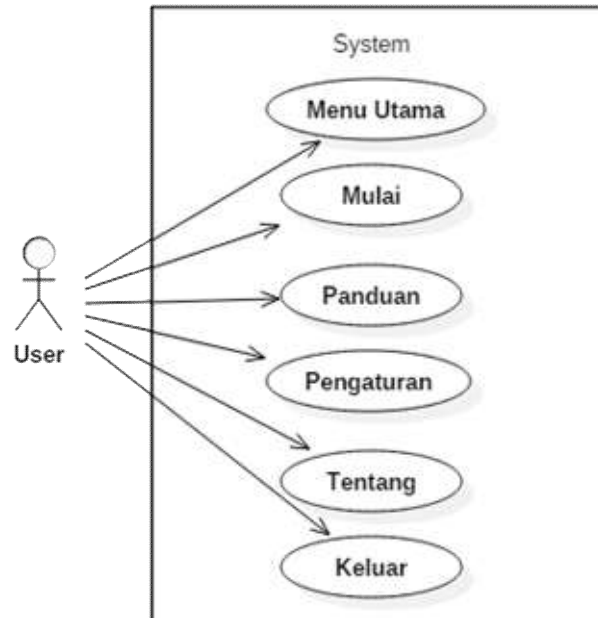 System
Menu Utama
Mulai
Panduan
User
Pengaturan
Tentang
Keluar